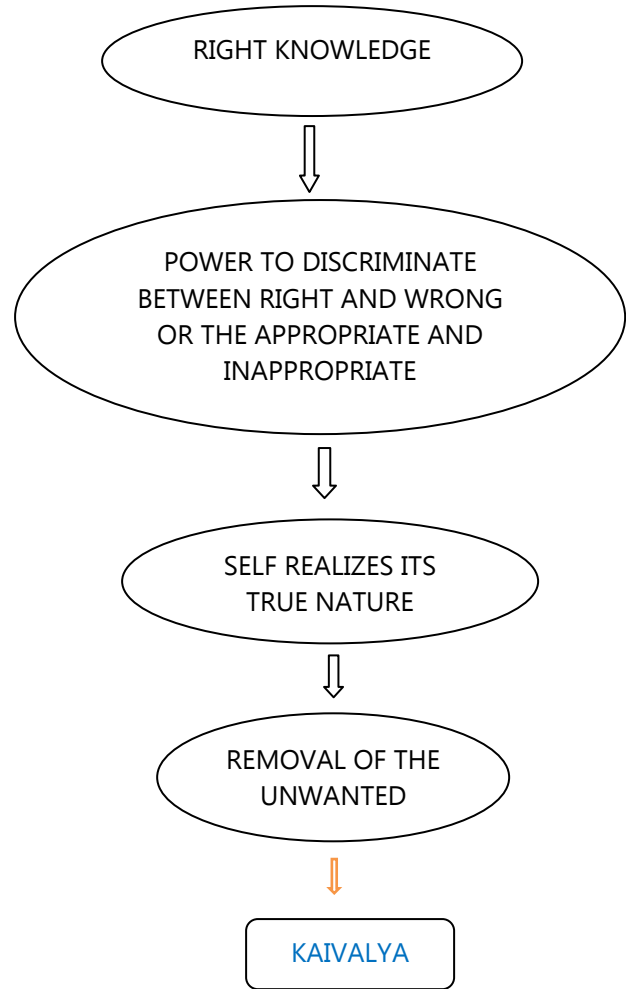 RIGHT KNOWLEDGE
POWER TO DISCRIMINATE
BETWEEN RIGHT AND WRONG
OR THE APPROPRIATE AND
INAPPROPRIATE
SELF REALIZES ITS
TRUE NATURE
REMOVAL OF THE
UNWANTED
KAIVALYA